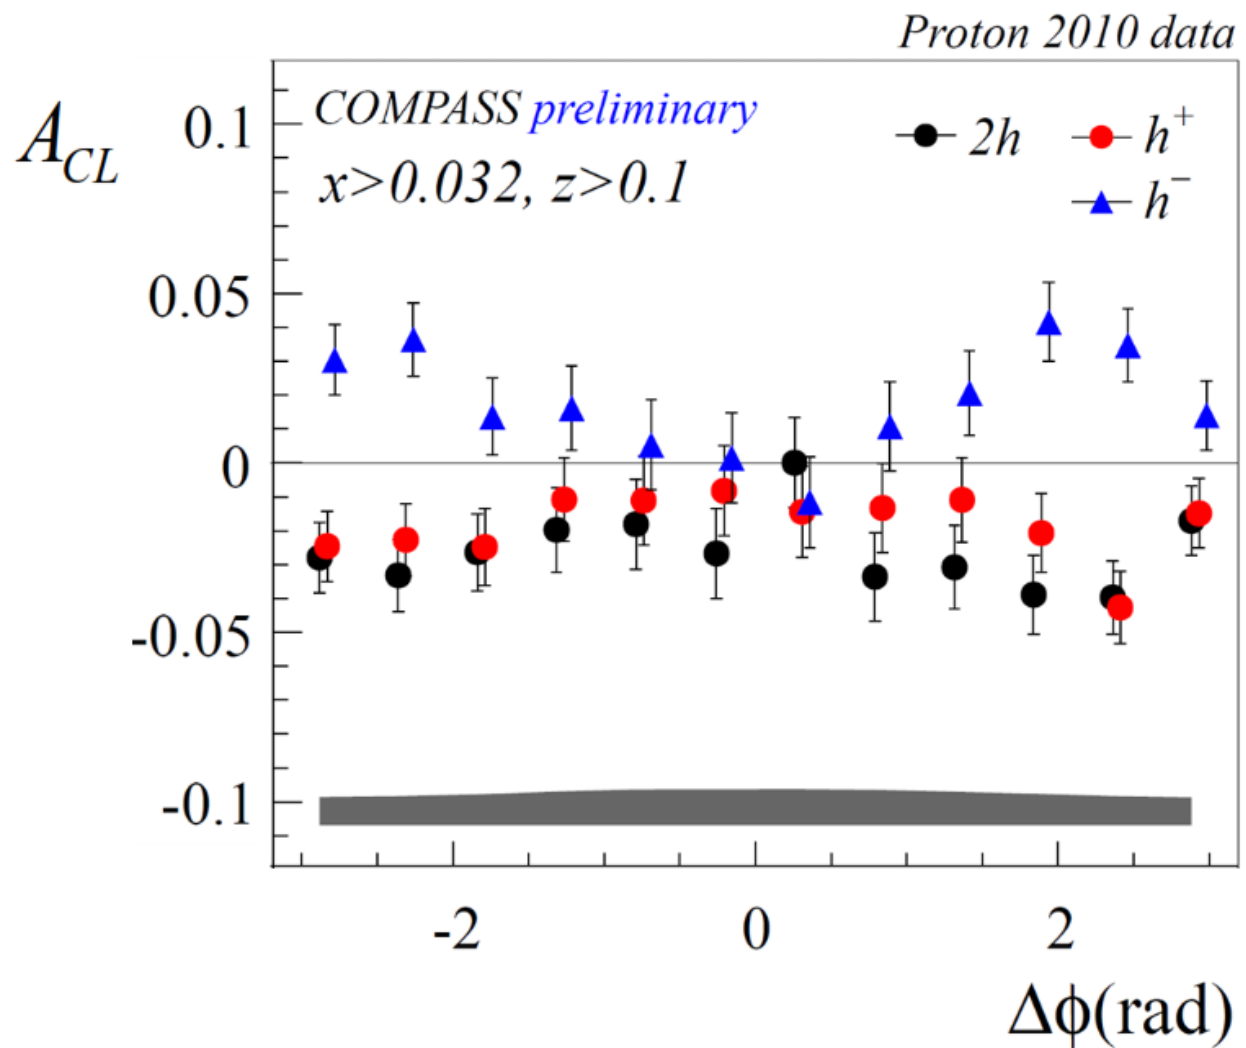 Proton 2010 data
COMPASS preliminary
x>0.032, z>0.1
2h
h⁺
h⁻
A_CL
0.1
0.05
0
-0.05
-0.1
-2 0 2
Δϕ(rad)